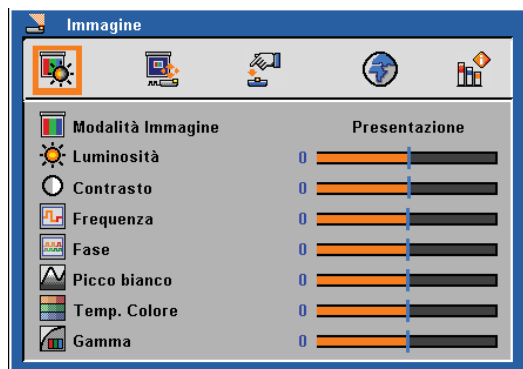 Immagine
Modalità Immagine Presentazione
Luminosità 0
Contrasto 0
Frequenza 0
Fase 0
Picco bianco 0
Temp. Colore 0
Gamma 0